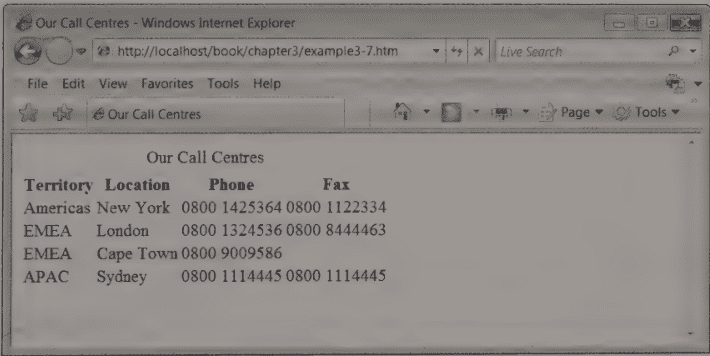 Our Call Centres - Windows Internet Explorer
http://localhost/book/chapter3/example3-7.htm Live Search
File Edit View Favorites Tools Help
Our Call Centres Page Tools
Our Call Centres
Territory Location Phone Fax
Americas New York 0800 1425364 0800 1122334
EMEA London 0800 1324536 0800 8444463
EMEA Cape Town 0800 9009586
APAC Sydney 0800 1114445 0800 1114445